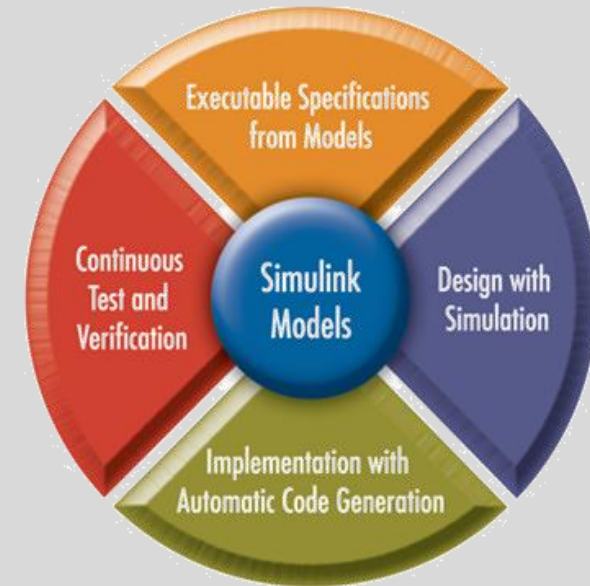 Executable Specifications
from Models
Continuous
Test and
Verification
Simulink
Models
Design with
Simulation
Implementation with
Automatic Code Generation